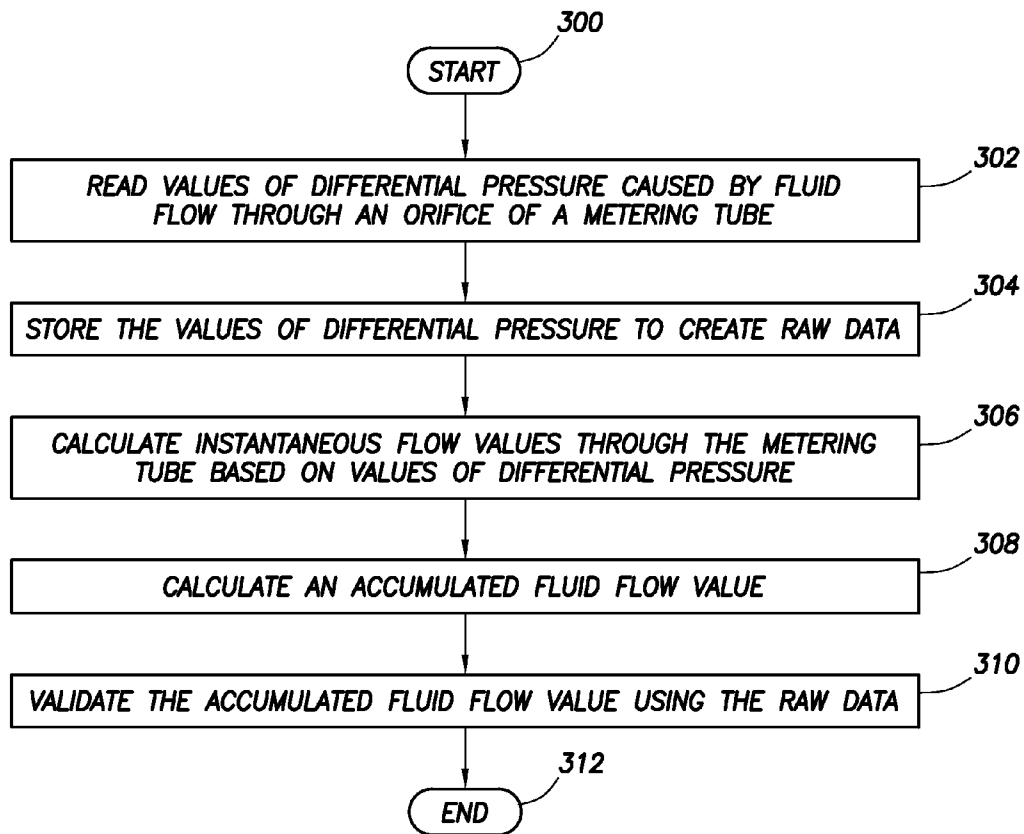 300
START
302
READ VALUES OF DIFFERENTIAL PRESSURE CAUSED BY FLUID
FLOW THROUGH AN ORIFICE OF A METERING TUBE
304
STORE THE VALUES OF DIFFERENTIAL PRESSURE TO CREATE RAW DATA
306
CALCULATE INSTANTANEOUS FLOW VALUES THROUGH THE METERING
TUBE BASED ON VALUES OF DIFFERENTIAL PRESSURE
308
CALCULATE AN ACCUMULATED FLUID FLOW VALUE
310
VALIDATE THE ACCUMULATED FLUID FLOW VALUE USING THE RAW DATA
312
END